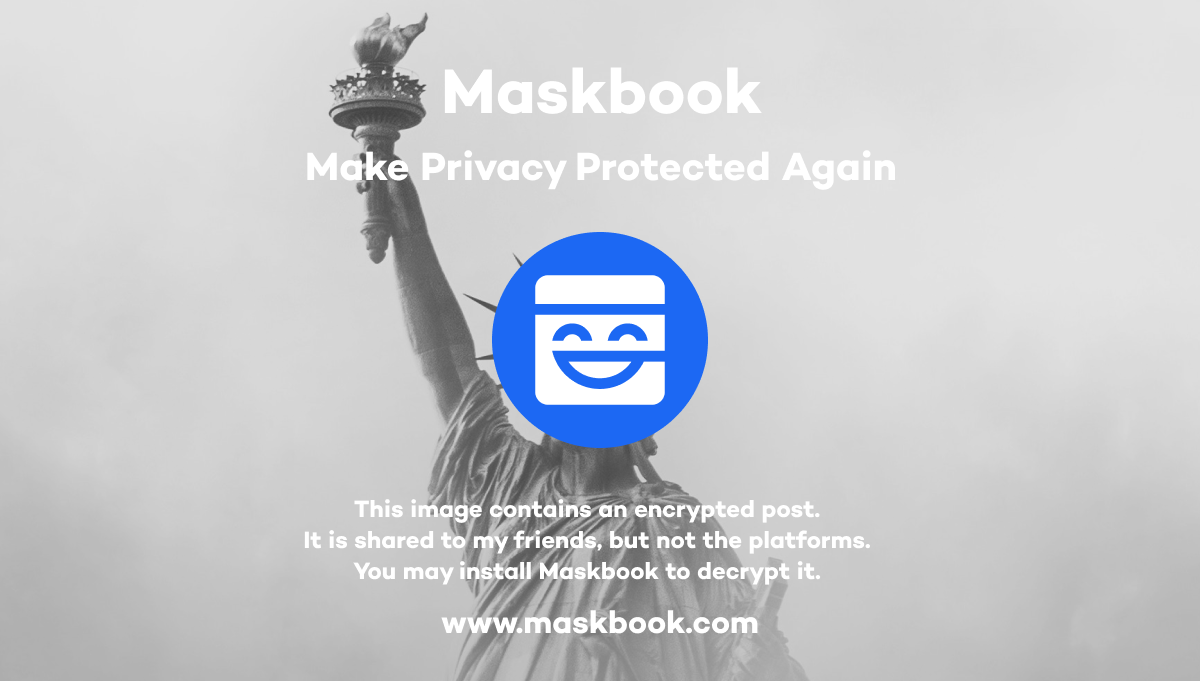 Maskbook
Make Privacy Protected Again
This image contains an encrypted post.
It is shared to my friends, but not the platforms.
You may install Maskbook to decrypt it.
www.maskbook.com